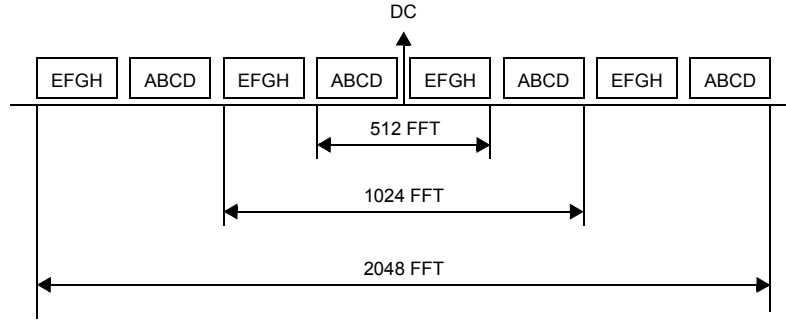 DC
EFGH ABCD EFGH ABCD EFGH ABCD EFGH ABCD
512 FFT
1024 FFT
2048 FFT